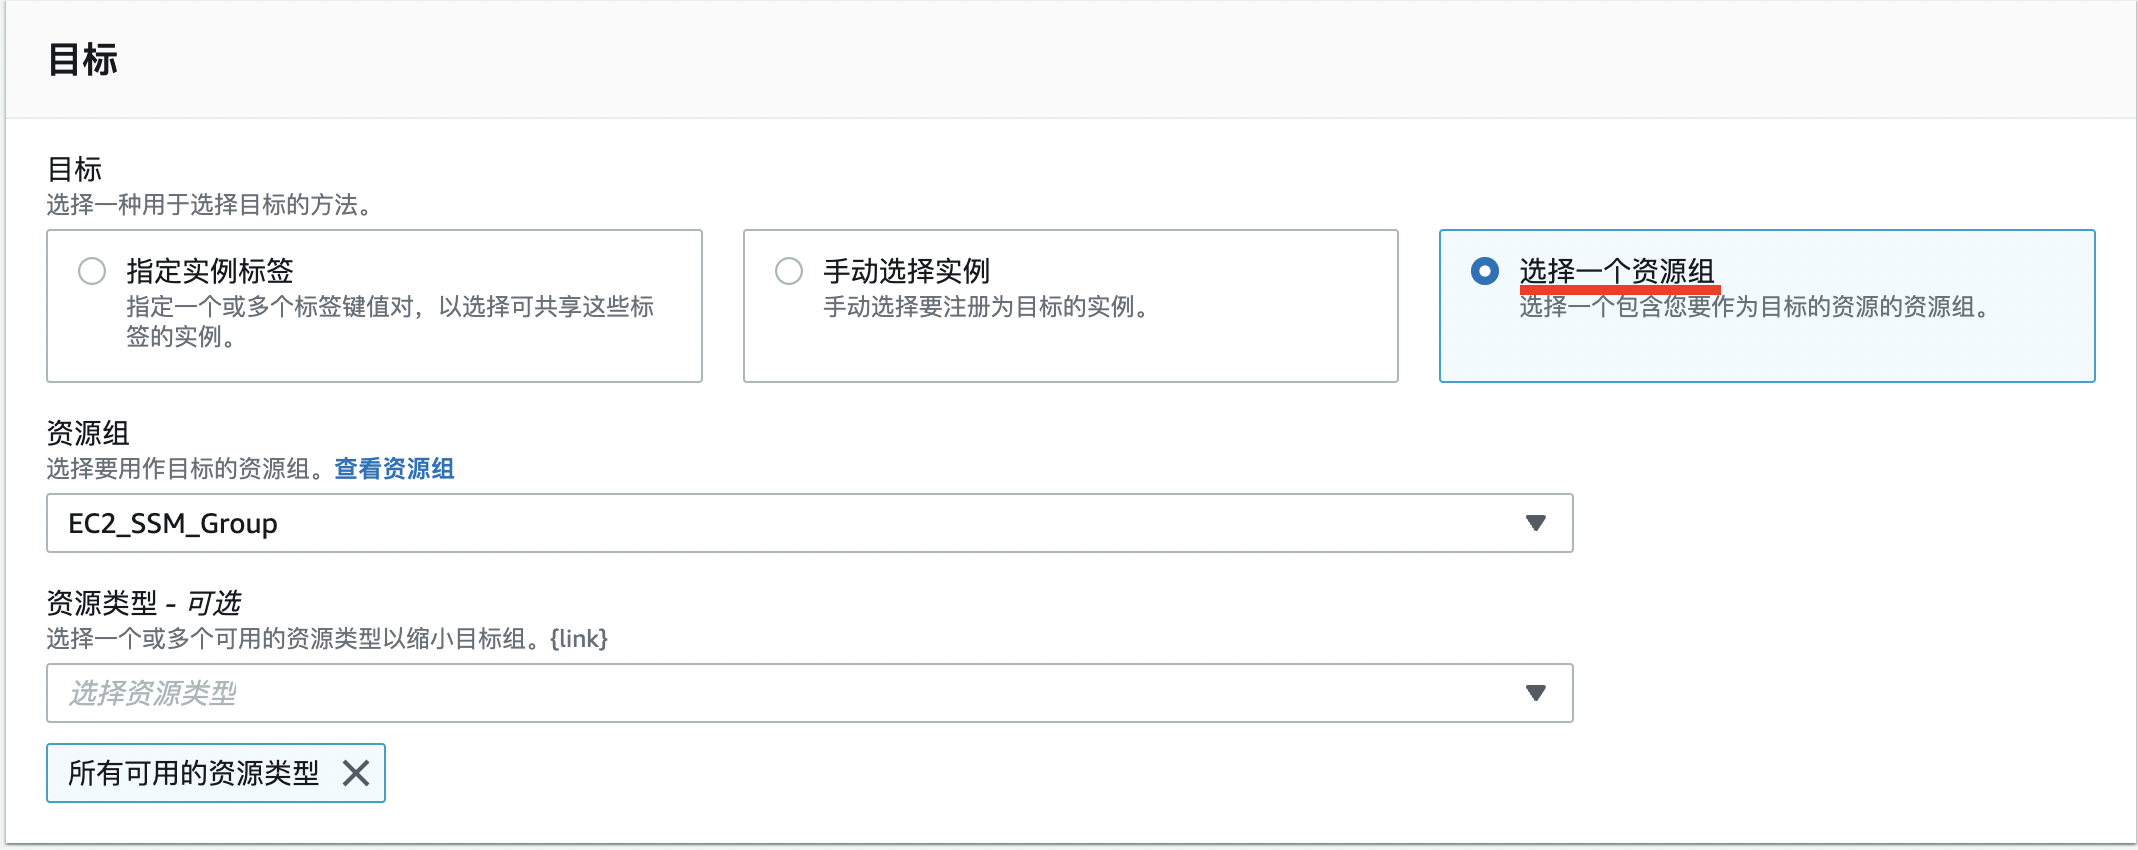 目标
目标
选择一种用于选择目标的方法。
指定实例标签
指定一个或多个标签键值对，以选择可共享这些标
签的实例。
手动选择实例
手动选择要注册为目标的实例。
选择一个资源组
选择一个包含您要作为目标的资源的资源组。
资源组
选择要用作目标的资源组。查看资源组
EC2_SSM_Group
资源类型 - 可选
选择一个或多个可用的资源类型以缩小目标组。{link}
选择资源类型
所有可用的资源类型